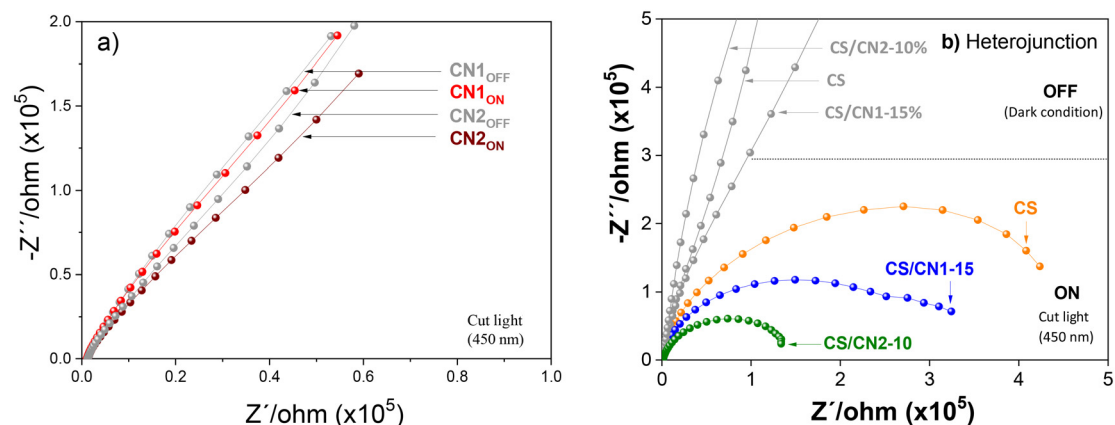 a)
CN1OFF
CN1ON
CN2OFF
CN2ON
Cut light
(450 nm)
-Z´´/ohm (x10⁵)
2.0
1.5
1.0
0.5
0.0
0.0 0.2 0.4 0.6 0.8 1.0
Z´/ohm (x10⁵)
b) Heterojunction
CS/CN2-10%
CS
CS/CN1-15%
OFF
(Dark condition)
CS
CS/CN1-15
CS/CN2-10
ON
Cut light
(450 nm)
-Z´´/ohm (x10⁵)
5
4
3
2
1
0
0 1 2 3 4 5
Z´/ohm (x10⁵)